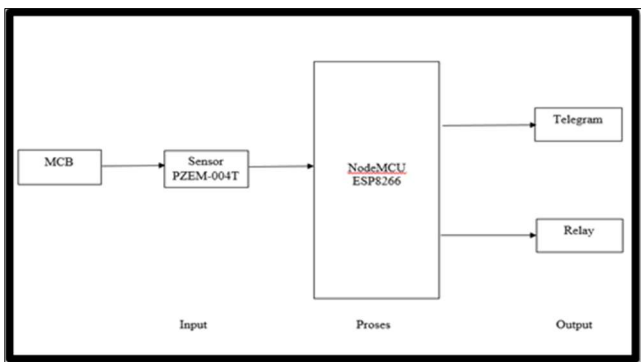 MCB
Sensor
PZEM-004T
NodeMCU
ESP8266
Telegram
Relay
Input
Proses
Output